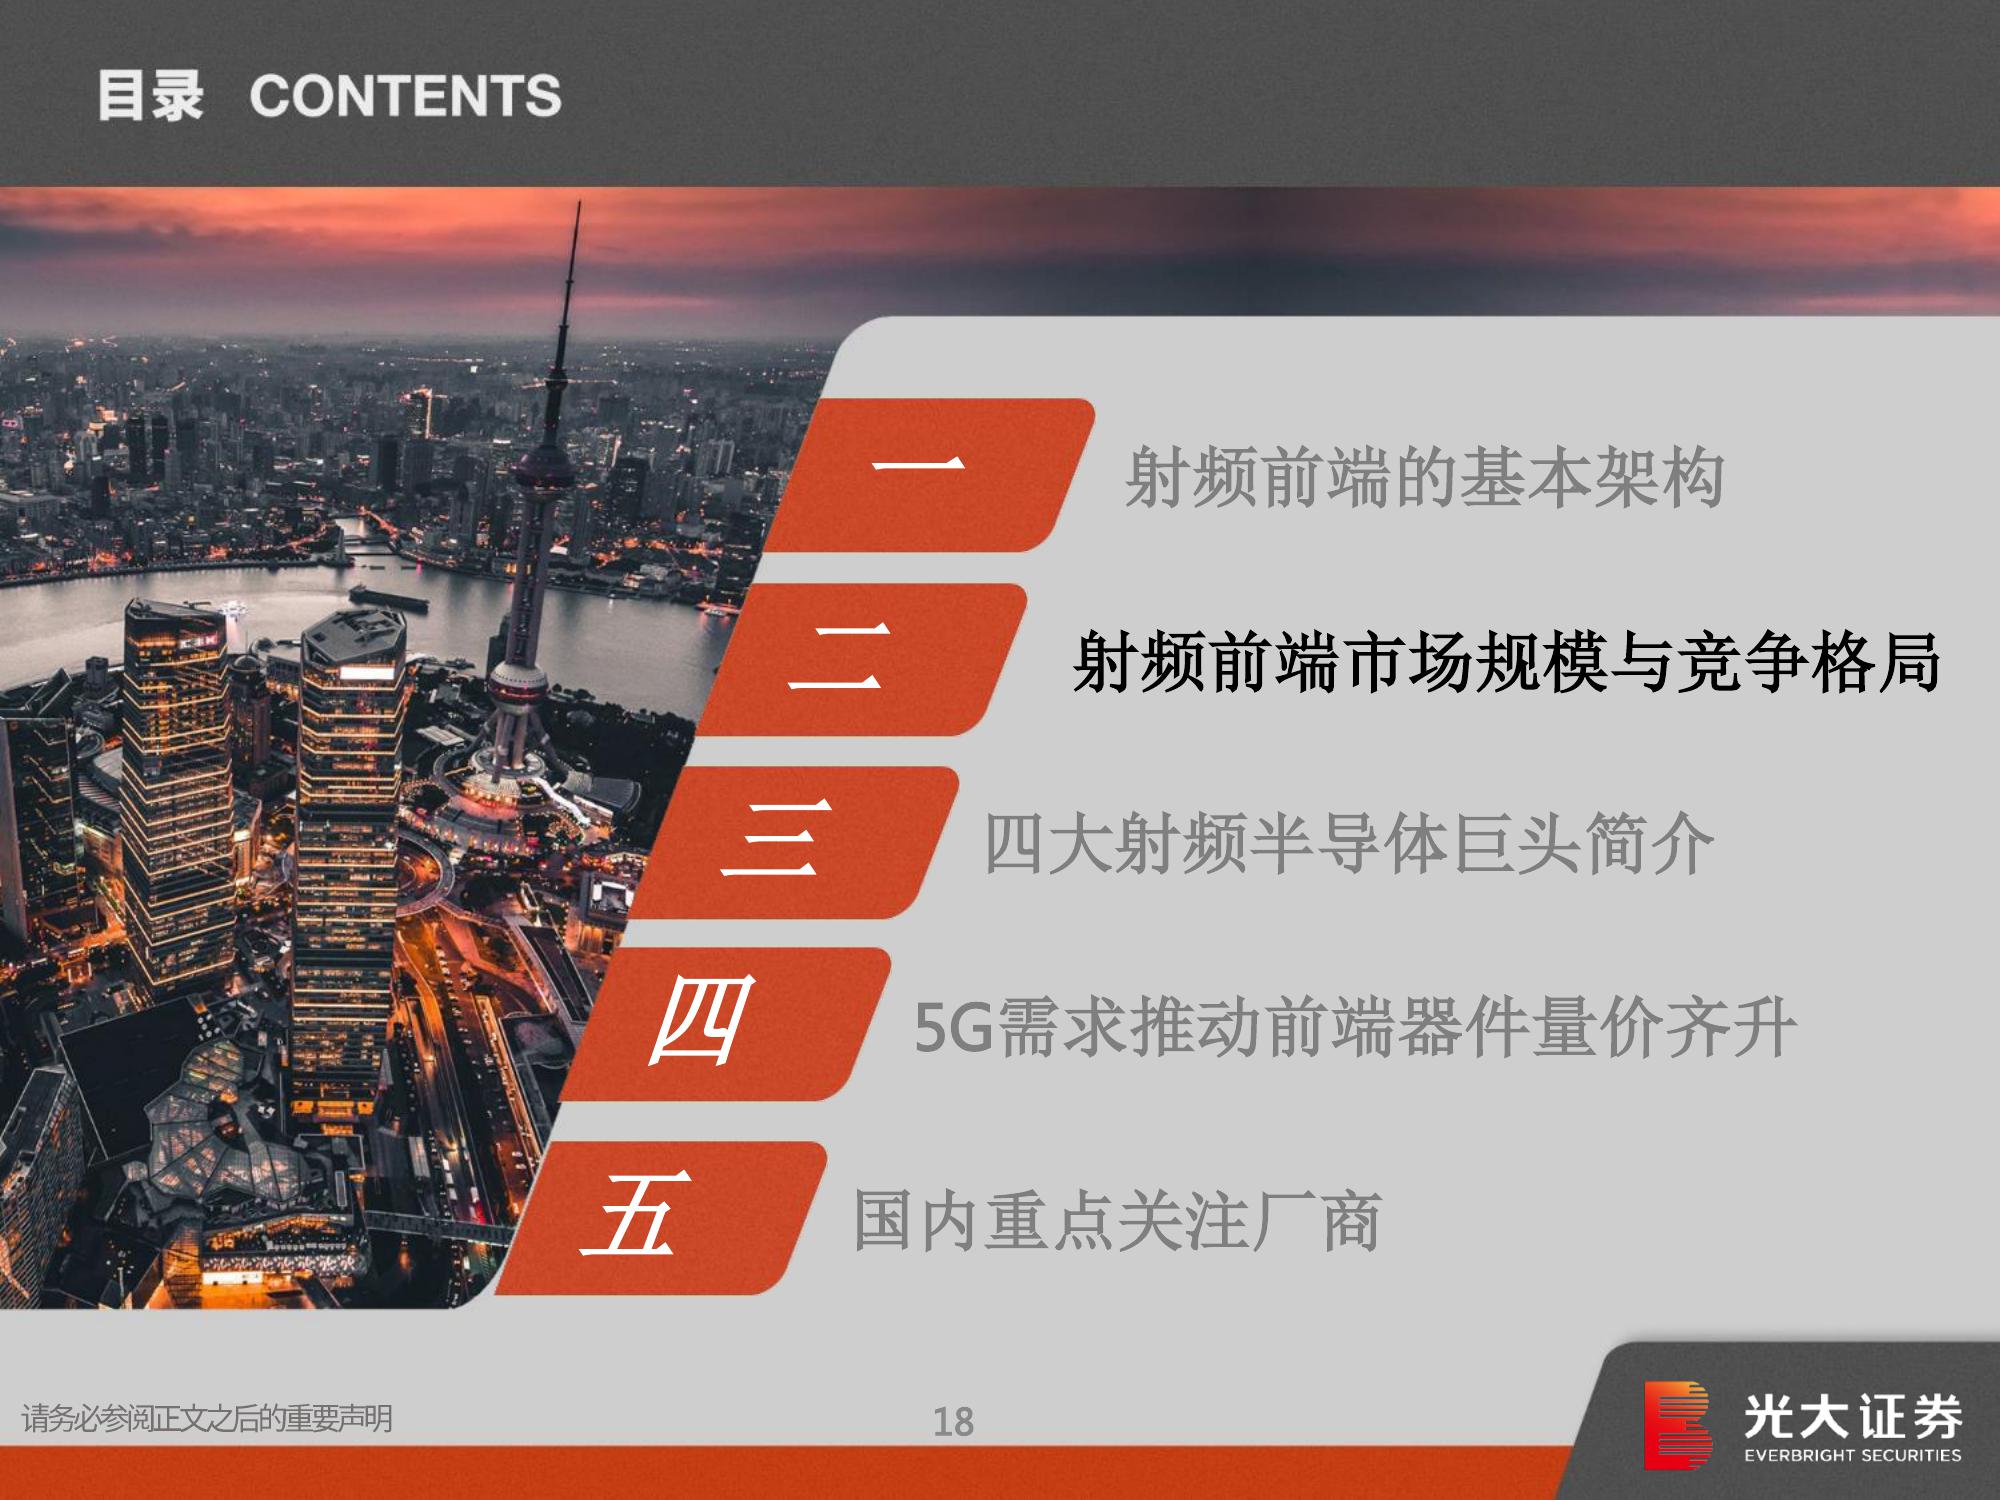 目录 CONTENTS
一 射频前端的基本架构
二 射频前端市场规模与竞争格局
三 四大射频半导体巨头简介
四 5G需求推动前端器件量价齐升
五 国内重点关注厂商
请务必参阅正文之后的重要声明
18
光大证券
EVERBRIGHT SECURITIES